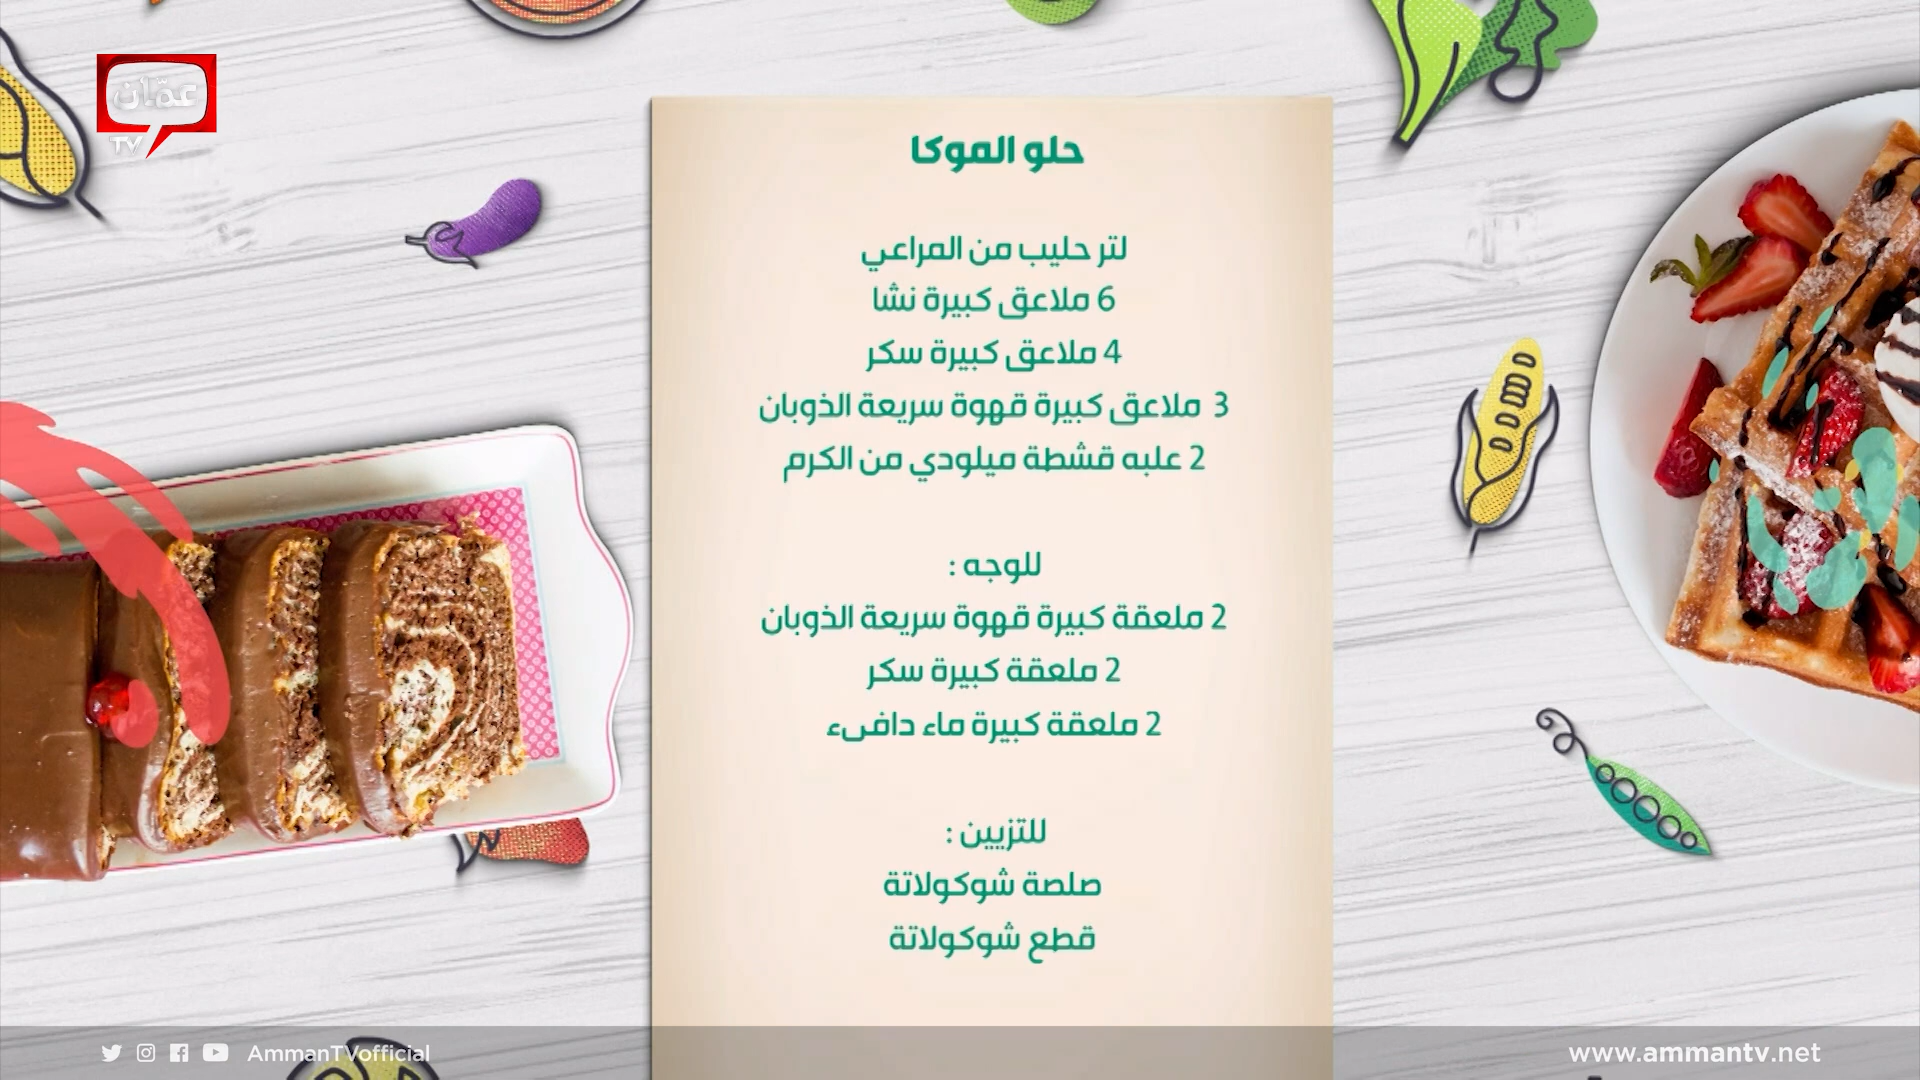 عمّان
TV
حلو الموكا
لتر حليب من المراعي
6 ملاعق كبيرة نشا
4 ملاعق كبيرة سكر
3 ملاعق كبيرة قهوة سريعة الذوبان
2 علبه قشطة ميلودي من الكرم
للوجه :
2 ملعقة كبيرة قهوة سريعة الذوبان
2 ملعقة كبيرة سكر
2 ملعقة كبيرة ماء دافىء
للتزيين :
صلصة شوكولاتة
قطع شوكولاتة
AmmanTVofficial
www.ammantv.net